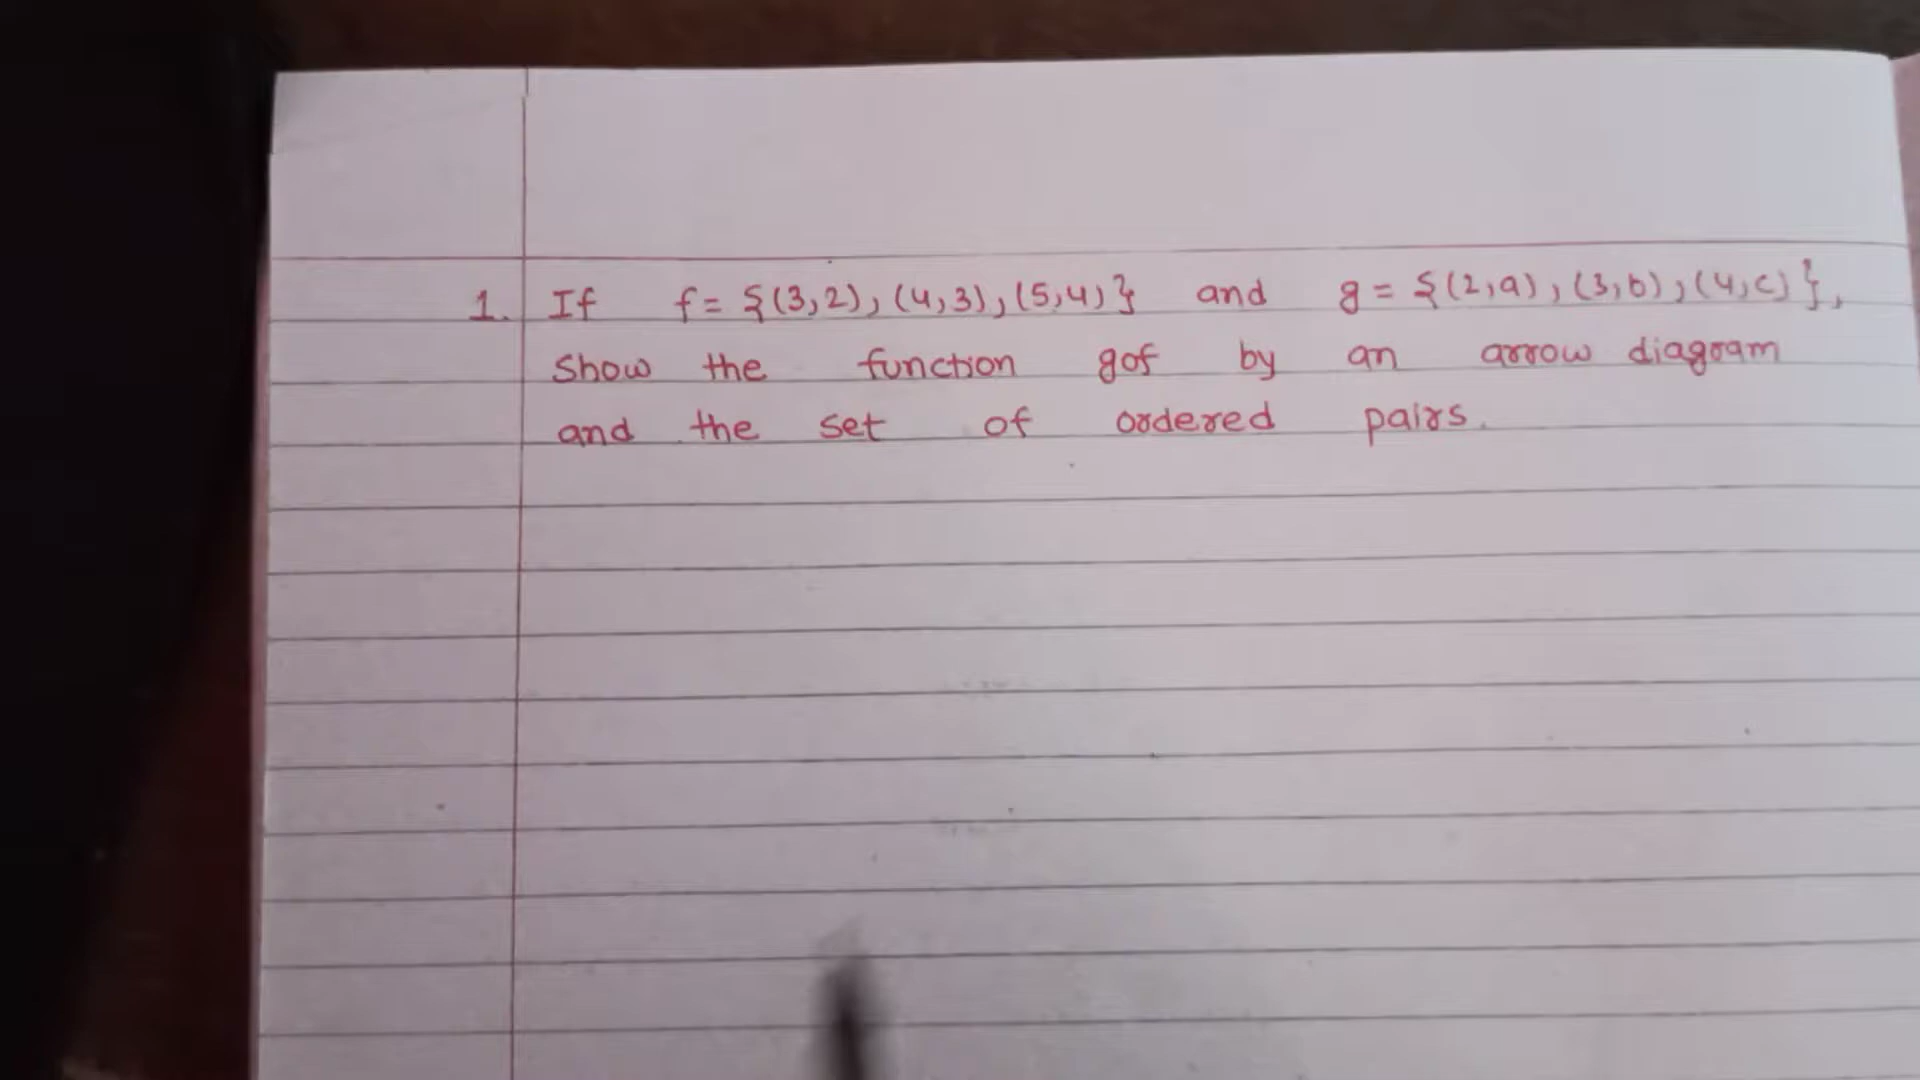 1. If f = {(3,2), (4,3), (5,4)} and g = {(2,a), (3,b), (4,c)},
Show the function gof by an arrow diagram
and the set of ordered pairs.